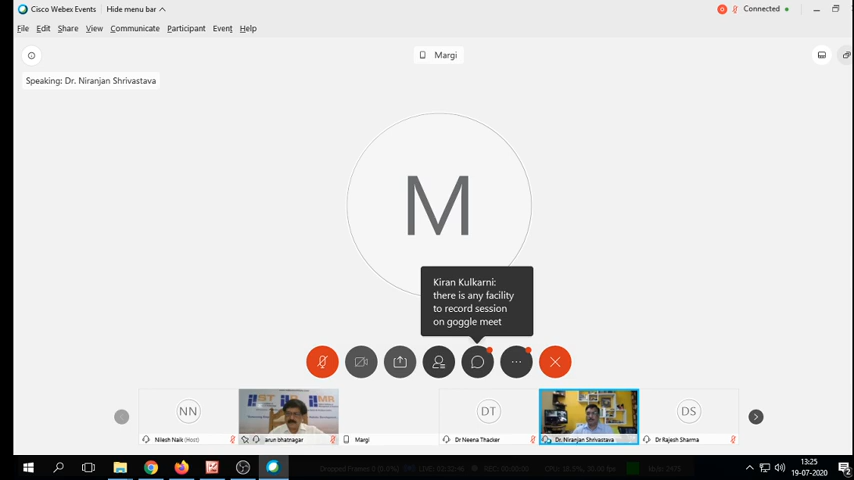 Cisco Webex Events Hide menu bar
Connected
File Edit Share View Communicate Participant Event Help
Margi
Speaking: Dr. Niranjan Shrivastava
M
Kiran Kulkarni:
there is any facility
to record session
on goggle meet
NN
DT
DS
Nilesh Naik (Host)
arun bhatnagar
Margi
Dr Neena Thacker
Dr. Niranjan Shrivastava
Dr Rajesh Sharma
13:25
19-07-2020